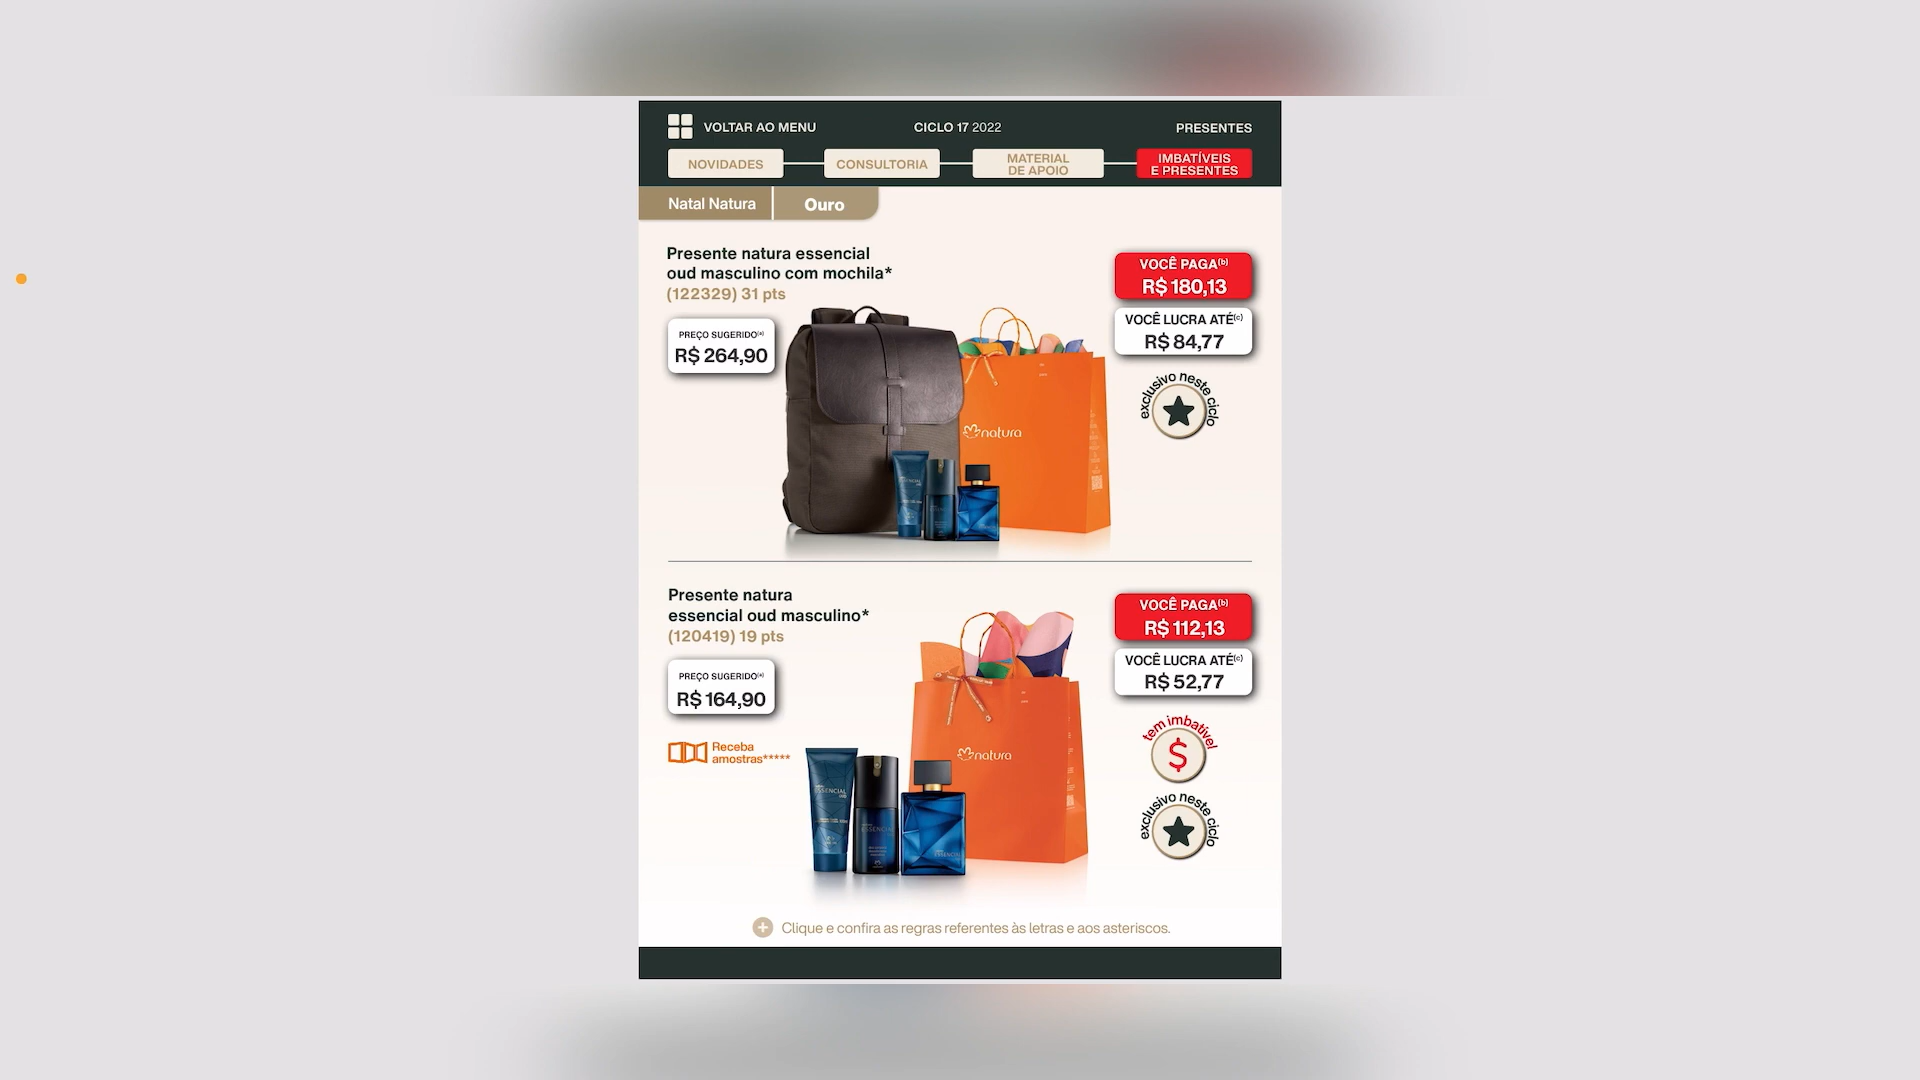 VOLTAR AO MENU
CICLO 17 2022
PRESENTES
NOVIDADES
CONSULTORIA
MATERIAL
DE APOIO
IMBATÍVEIS
E PRESENTES
Natal Natura
Ouro
Presente natura essencial
oud masculino com mochila*
(122329) 31 pts
PREÇO SUGERIDO(a)
R$ 264,90
VOCÊ PAGA(b)
R$ 180,13
VOCÊ LUCRA ATÉ(c)
R$ 84,77
exclusivo neste ciclo
natura
Presente natura
essencial oud masculino*
(120419) 19 pts
PREÇO SUGERIDO(a)
R$ 164,90
Receba
amostras*****
VOCÊ PAGA(b)
R$ 112,13
VOCÊ LUCRA ATÉ(c)
R$ 52,77
tem imbatível
$
exclusivo neste ciclo
natura
ESSENCIAL
ESSENCIAL
ESSENCIAL
Clique e confira as regras referentes às letras e aos asteriscos.